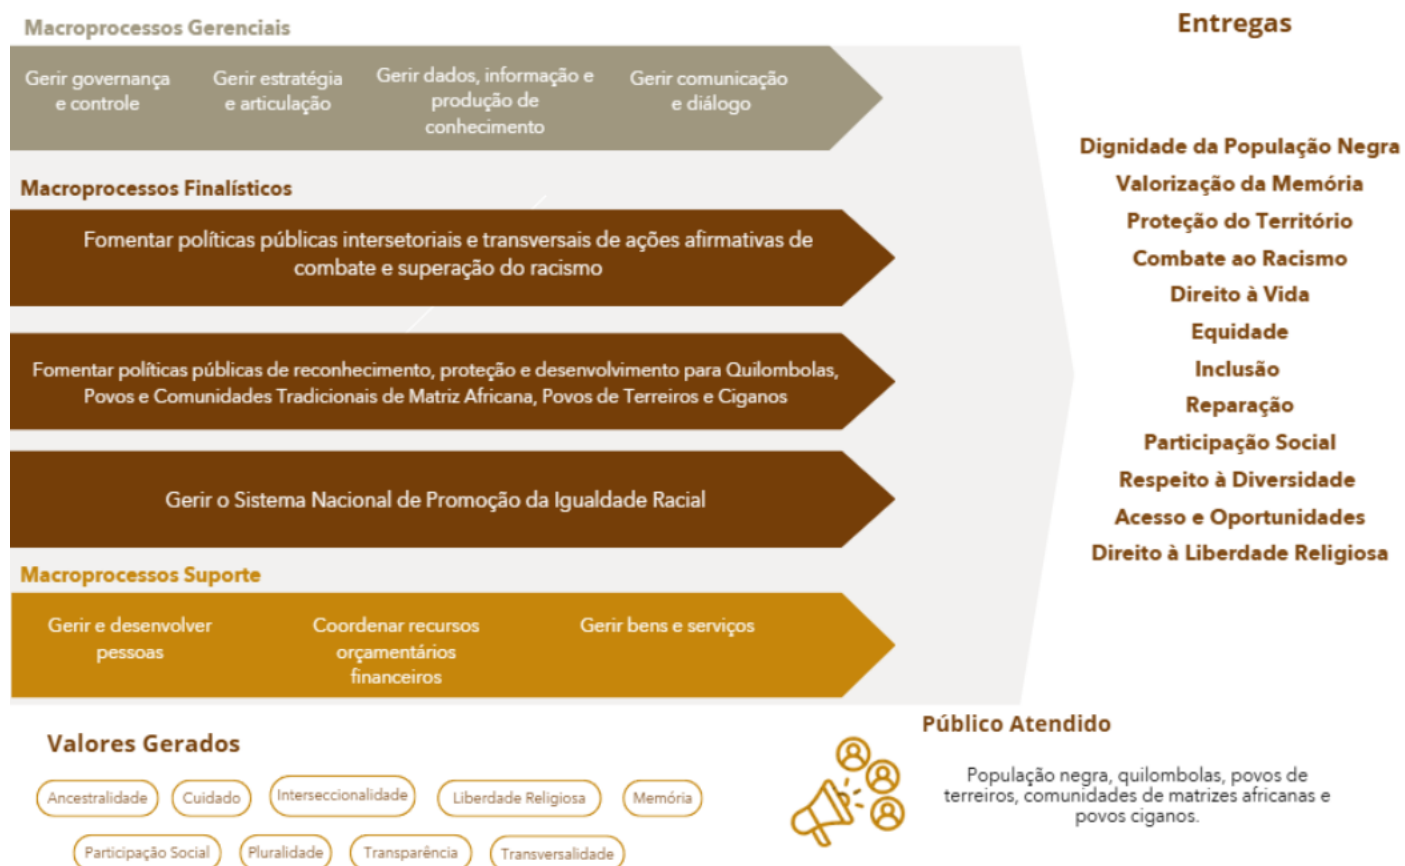 Macroprocessos Gerenciais
Gerir governança
e controle
Gerir estratégia
e articulação
Gerir dados, informação e
produção de
conhecimento
Gerir comunicação
e diálogo
Macroprocessos Finalísticos
Fomentar políticas públicas intersetoriais e transversais de ações afirmativas de
combate e superação do racismo
Fomentar políticas públicas de reconhecimento, proteção e desenvolvimento para Quilombolas,
Povos e Comunidades Tradicionais de Matriz Africana, Povos de Terreiros e Ciganos
Gerir o Sistema Nacional de Promoção da Igualdade Racial
Macroprocessos Suporte
Gerir e desenvolver
pessoas
Coordenar recursos
orçamentários
financeiros
Gerir bens e serviços
Entregas
Dignidade da População Negra
Valorização da Memória
Proteção do Território
Combate ao Racismo
Direito à Vida
Equidade
Inclusão
Reparação
Participação Social
Respeito à Diversidade
Acesso e Oportunidades
Direito à Liberdade Religiosa
Valores Gerados
Ancestralidade
Cuidado
Interseccionalidade
Liberdade Religiosa
Memória
Participação Social
Pluralidade
Transparência
Transversalidade
Público Atendido
População negra, quilombolas, povos de
terreiros, comunidades de matrizes africanas e
povos ciganos.